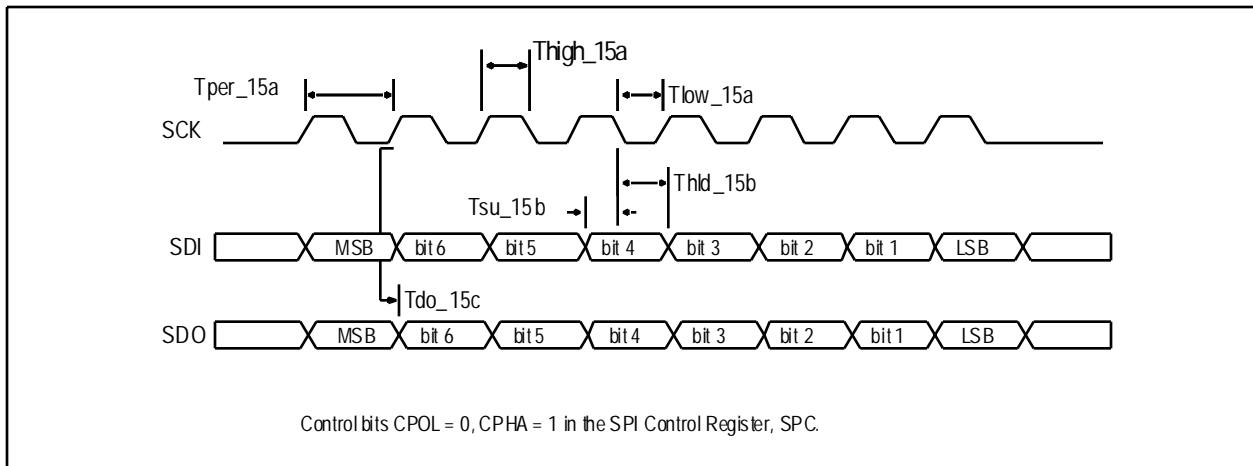 Thigh_15a
Tper_15a
Tlow_15a
SCK
Thld_15b
Tsu_15b
SDI MSB bit 6 bit 5 bit 4 bit 3 bit 2 bit 1 LSB
Tdo_15c
SDO MSB bit 6 bit 5 bit 4 bit 3 bit 2 bit 1 LSB
Control bits CPOL = 0, CPHA = 1 in the SPI Control Register, SPC.